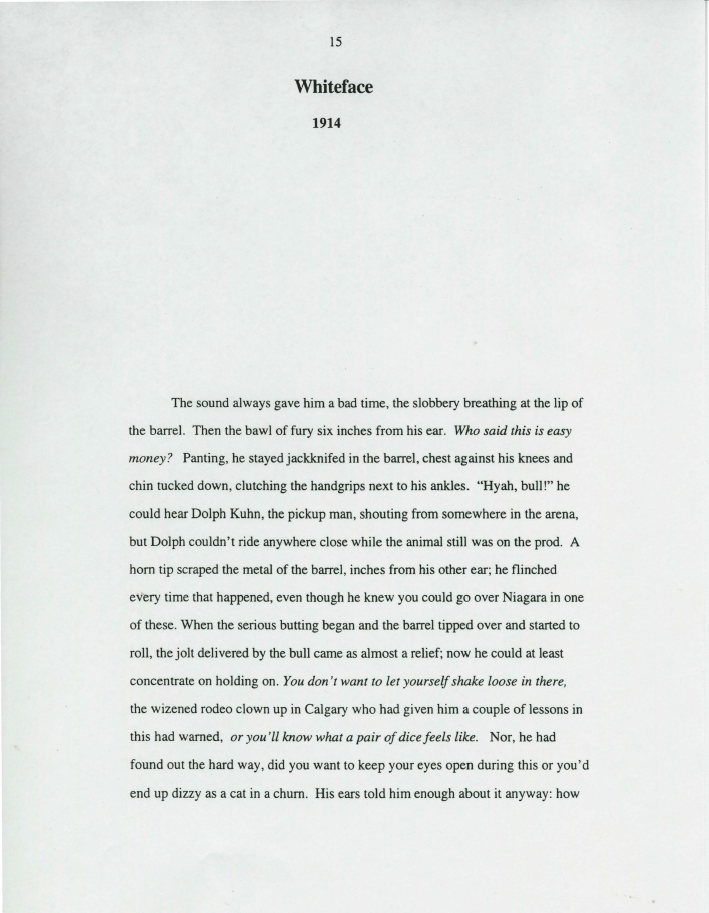 15
Whiteface
1914
The sound always gave him a bad time, the slobbery breathing at the lip of
the barrel. Then the bawl of fury six inches from his ear. Who said this is easy
money? Panting, he stayed jackknifed in the barrel, chest against his knees and
chin tucked down, clutching the handgrips next to his ankles. “Hyah, bull!” he
could hear Dolph Kuhn, the pickup man, shouting from somewhere in the arena,
but Dolph couldn’t ride anywhere close while the animal still was on the prod. A
horn tip scraped the metal of the barrel, inches from his other ear; he flinched
every time that happened, even though he knew you could go over Niagara in one
of these. When the serious butting began and the barrel tipped over and started to
roll, the jolt delivered by the bull came as almost a relief; now he could at least
concentrate on holding on. You don’t want to let yourself shake loose in there,
the wizened rodeo clown up in Calgary who had given him a couple of lessons in
this had warned, or you’ll know what a pair of dice feels like. Nor, he had
found out the hard way, did you want to keep your eyes open during this or you’d
end up dizzy as a cat in a churn. His ears told him enough about it anyway: how